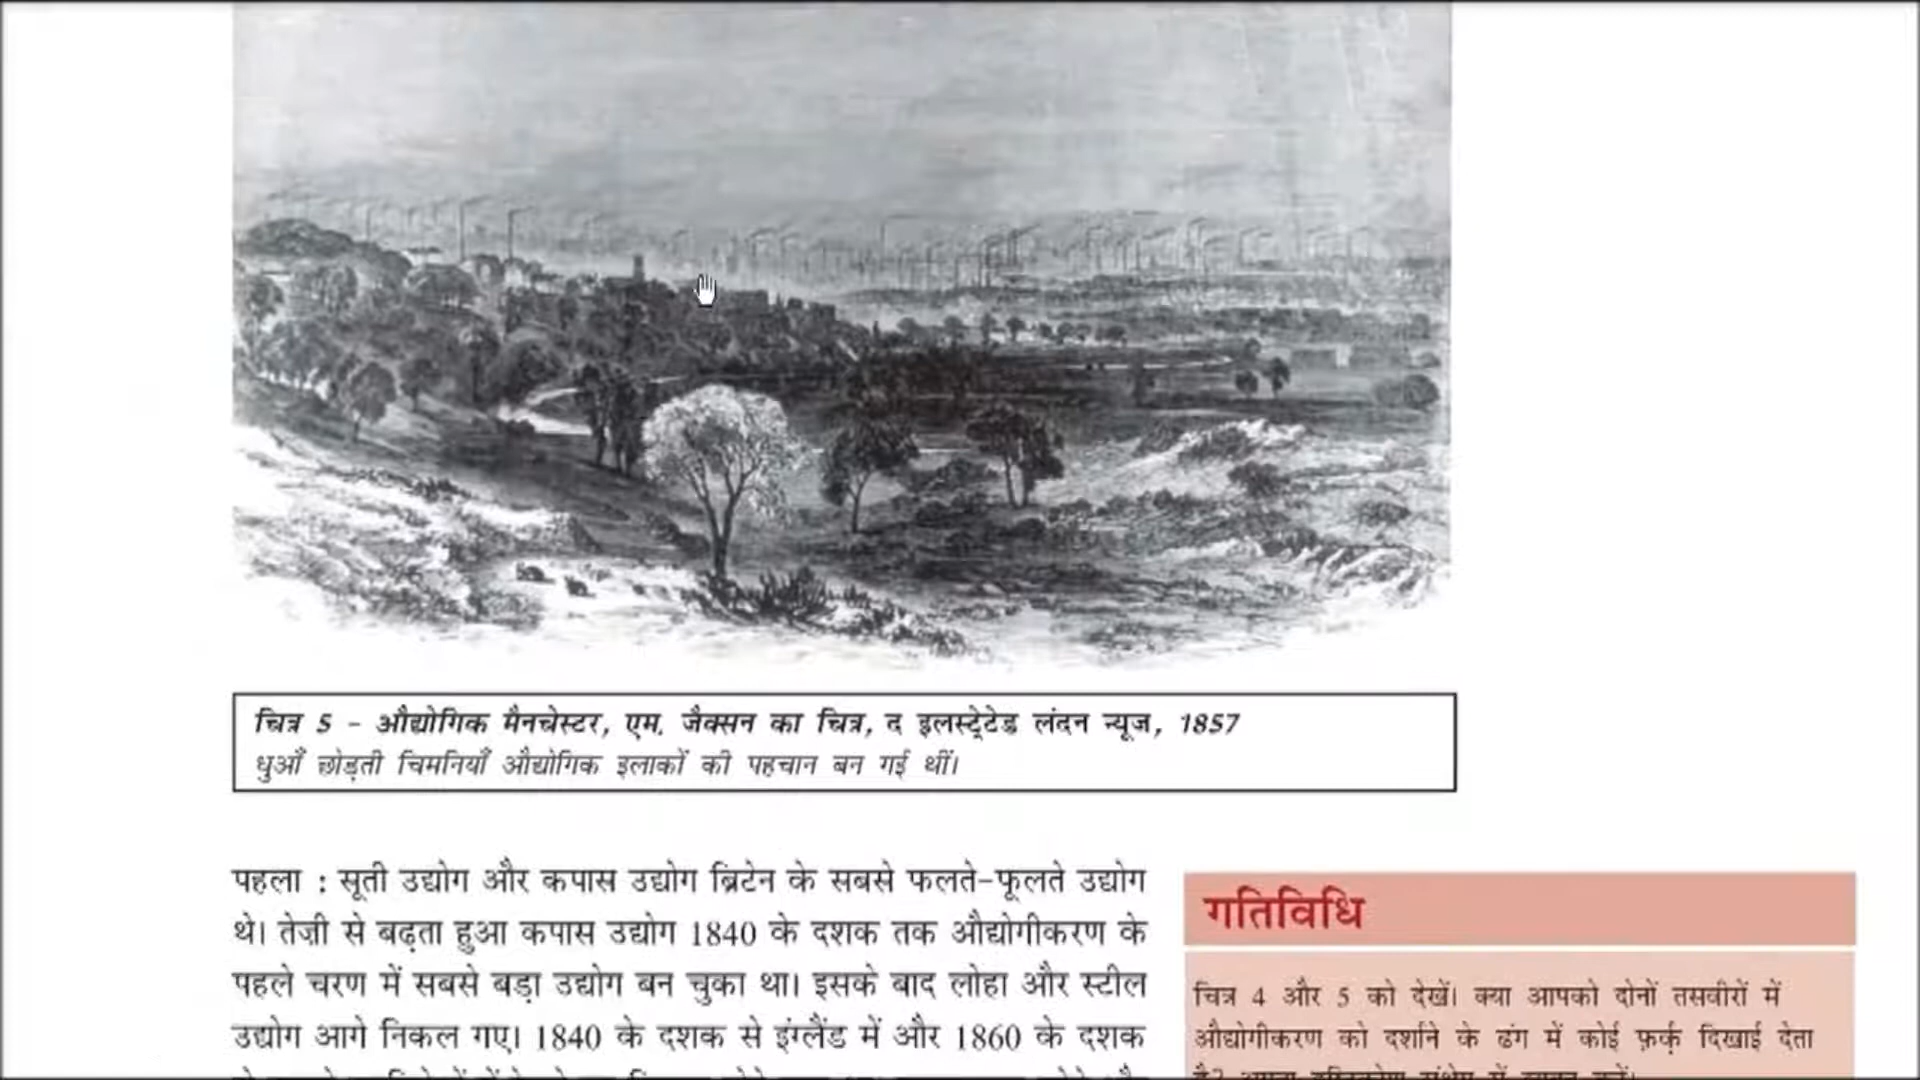 चित्र 5 - औद्योगिक मैनचेस्टर, एम. जैक्सन का चित्र, द इलस्ट्रेटेड लंदन न्यूज, 1857
धुआँ छोड़ती चिमनियाँ औद्योगिक इलाकों की पहचान बन गई थीं।
पहला : सूती उद्योग और कपास उद्योग ब्रिटेन के सबसे फलते-फूलते उद्योग
थे। तेज़ी से बढ़ता हुआ कपास उद्योग 1840 के दशक तक औद्योगीकरण के
पहले चरण में सबसे बड़ा उद्योग बन चुका था। इसके बाद लोहा और स्टील
उद्योग आगे निकल गए। 1840 के दशक से इंग्लैंड में और 1860 के दशक
गतिविधि
चित्र 4 और 5 को देखें। क्या आपको दोनों तसवीरों में
औद्योगीकरण को दर्शाने के ढंग में कोई फ़र्क़ दिखाई देता